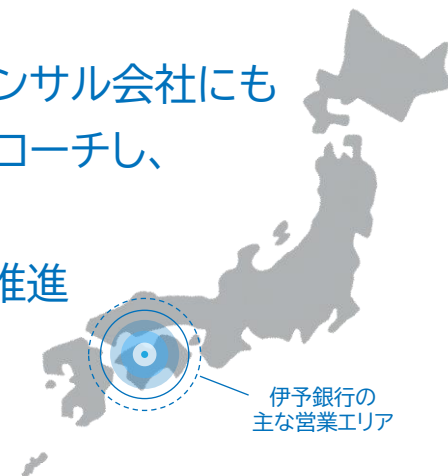 ンサル会社にも
コーチし、
推進
伊予銀行の
主な営業エリア